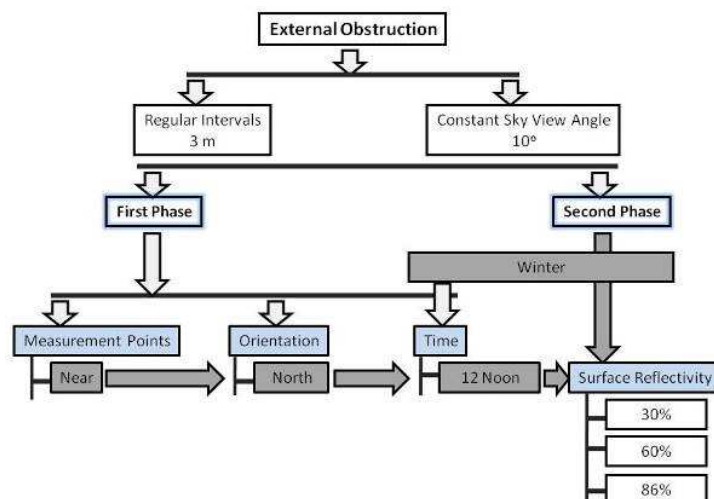 External Obstruction
Regular Intervals
3 m
Constant Sky View Angle
10°
First Phase
Second Phase
Winter
Measurement Points
Orientation
Time
Near
North
12 Noon
Surface Reflectivity
30%
60%
86%